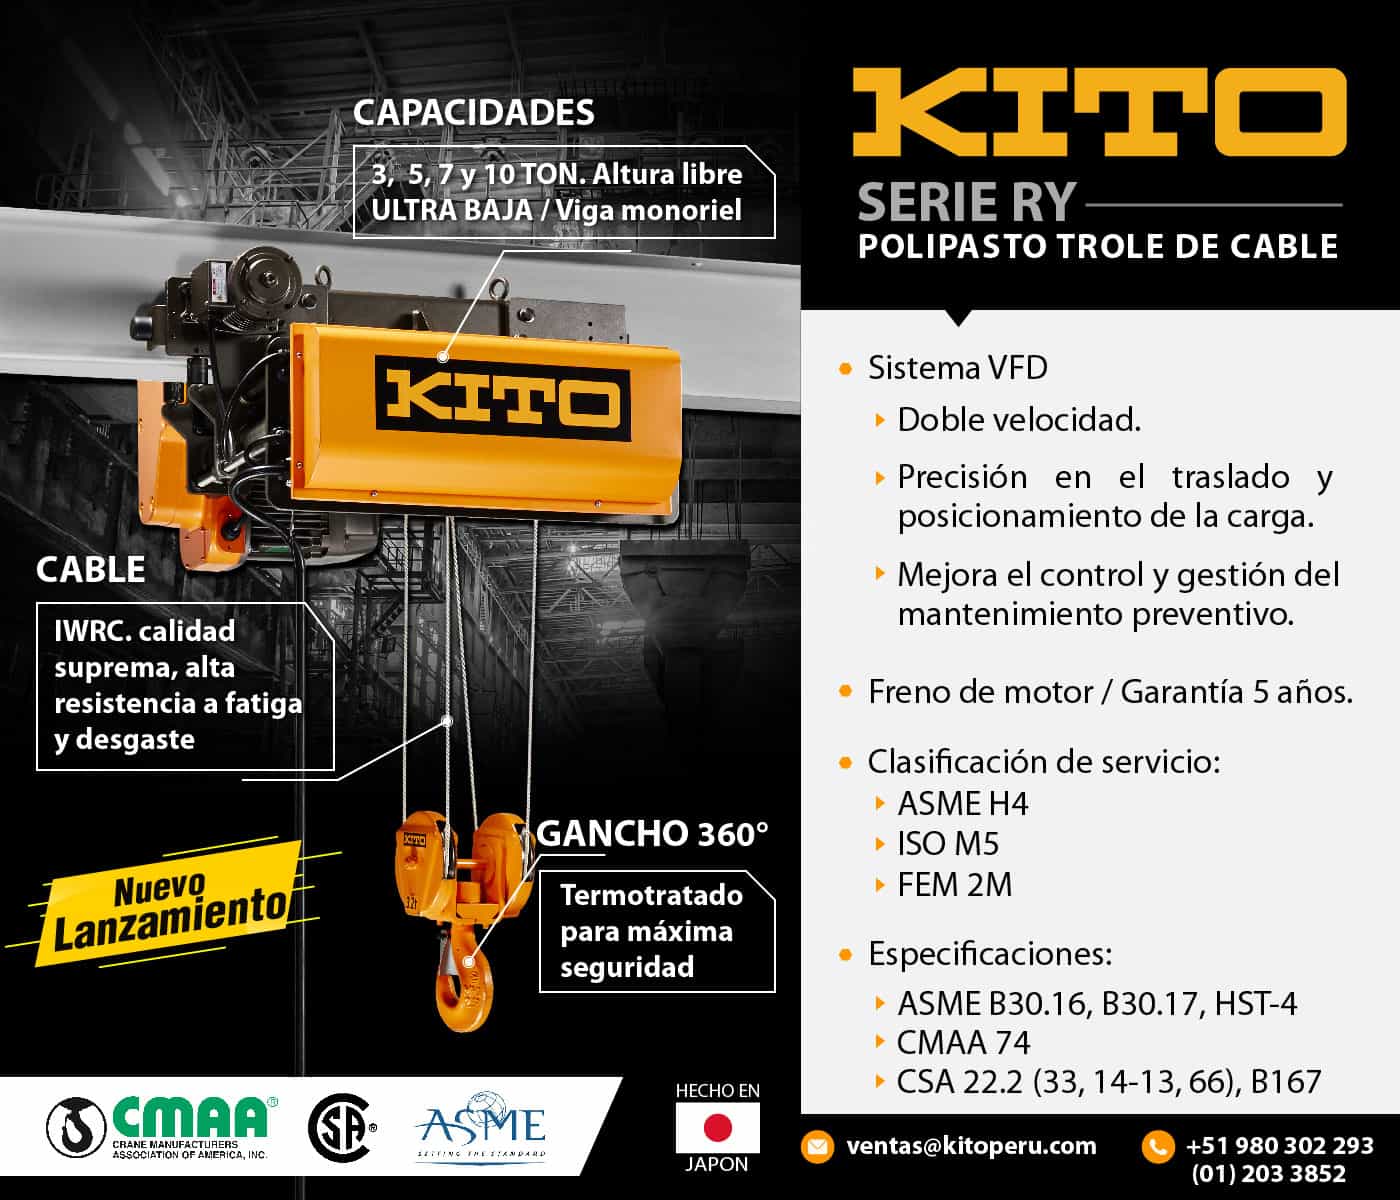 CAPACIDADES
3, 5, 7 y 10 TON. Altura libre
ULTRA BAJA / Viga monoriel
KITO
CABLE
IWRC. calidad
suprema, alta
resistencia a fatiga
y desgaste
KITO
GANCHO 360°
Termotratado
para máxima
seguridad
Nuevo
Lanzamiento
CMAA®
CRANE MANUFACTURERS
ASSOCIATION OF AMERICA, INC.
CSA®
ASME
SETTING THE STANDARD
HECHO EN
JAPON
KITO
SERIE RY
POLIPASTO TROLE DE CABLE
Sistema VFD
Doble velocidad.
Precisión en el traslado y
posicionamiento de la carga.
Mejora el control y gestión del
mantenimiento preventivo.
Freno de motor / Garantía 5 años.
Clasificación de servicio:
ASME H4
ISO M5
FEM 2M
Especificaciones:
ASME B30.16, B30.17, HST-4
CMAA 74
CSA 22.2 (33, 14-13, 66), B167
ventas@kitoperu.com
+51 980 302 293
(01) 203 3852